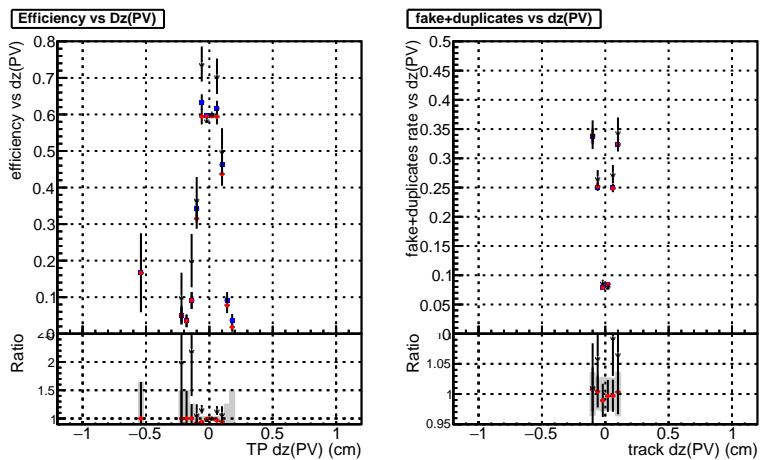 Efficiency vs Dz(PV)
efficiency vs dz(PV)
0.8
0.7
0.6
0.5
0.4
0.3
0.2
0.1
0
Ratio
2
1.5
1
−1 −0.5 0 0.5 1
TP dz(PV) (cm)
fake+duplicates vs dz(PV)
fake+duplicates rate vs dz(PV)
0.5
0.45
0.4
0.35
0.3
0.25
0.2
0.15
0.1
0.05
0
Ratio
1.05
1
0.95
−1 −0.5 0 0.5 1
track dz(PV) (cm)